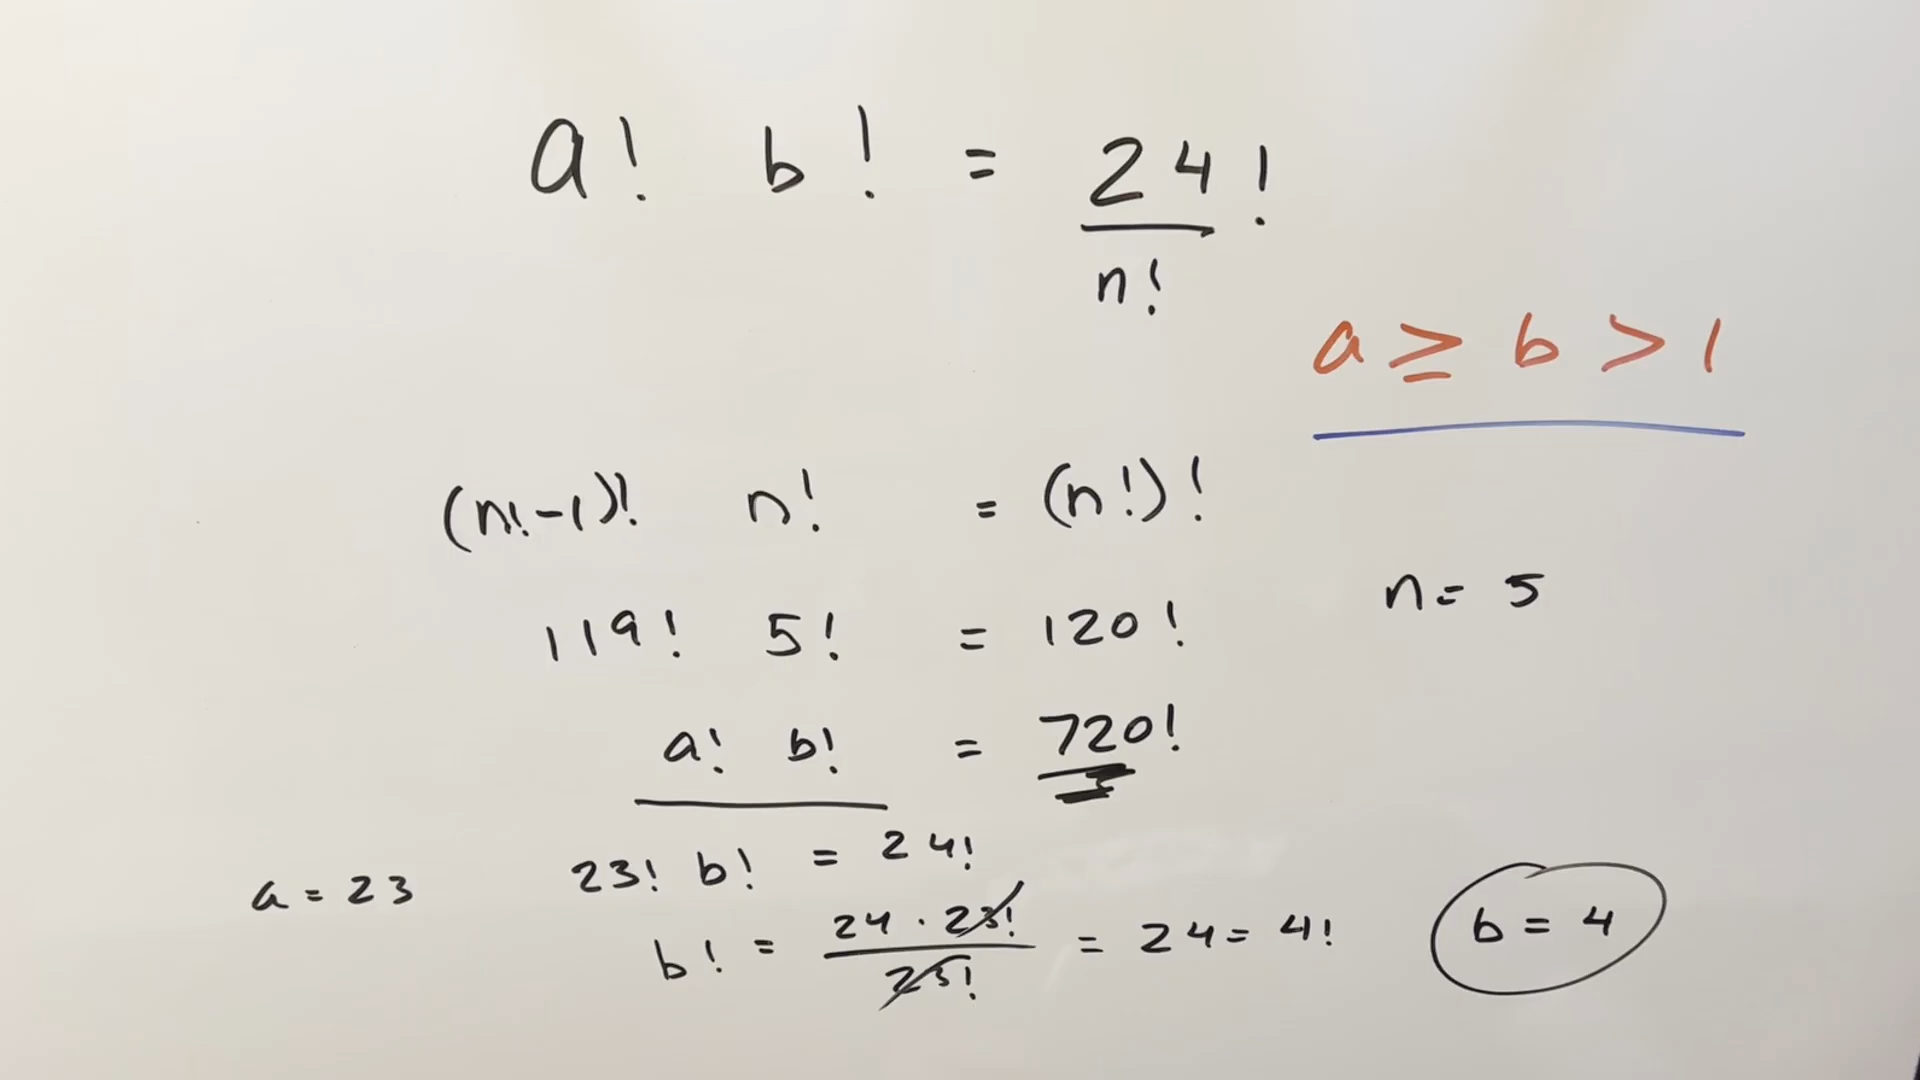 a! b! = 24!
n!
a ≥ b > 1
(n!-1)! n! = (n!)!
n = 5
119! 5! = 120!
a! b! = 720!
23! b! = 24!
a = 23
b! = 24 · 23! / 23! = 24 = 4!
b = 4